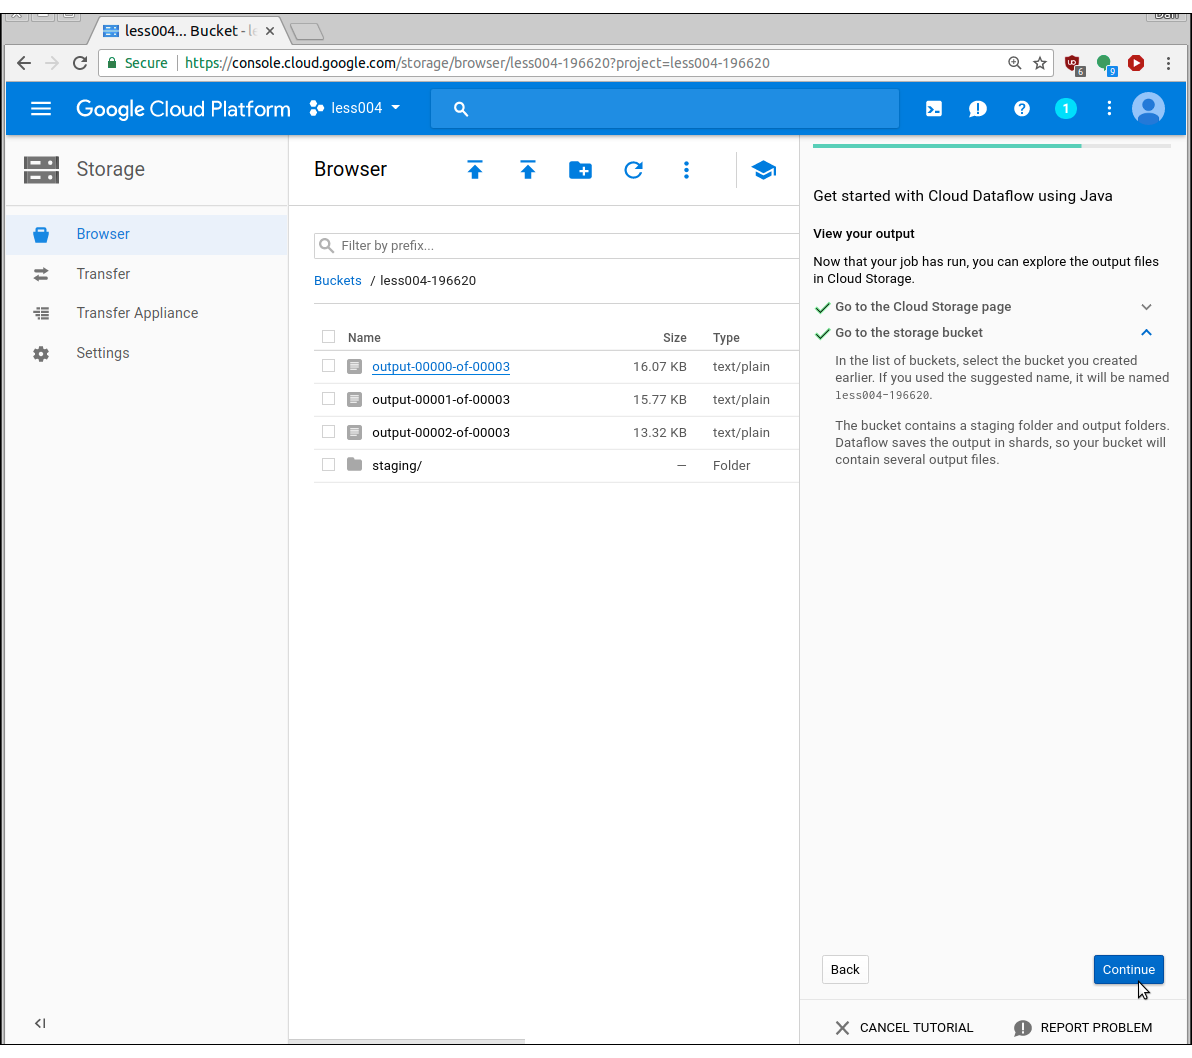 less004... Bucket - le
Secure https://console.cloud.google.com/storage/browser/less004-196620?project=less004-196620
6
9
Google Cloud Platform less004
1
Storage
Browser
Transfer
Transfer Appliance
Settings
Browser
Filter by prefix...
Buckets / less004-196620
Name Size Type
output-00000-of-00003 16.07 KB text/plain
output-00001-of-00003 15.77 KB text/plain
output-00002-of-00003 13.32 KB text/plain
staging/ — Folder
Get started with Cloud Dataflow using Java
View your output
Now that your job has run, you can explore the output files
in Cloud Storage.
Go to the Cloud Storage page
Go to the storage bucket
In the list of buckets, select the bucket you created
earlier. If you used the suggested name, it will be named
less004-196620.
The bucket contains a staging folder and output folders.
Dataflow saves the output in shards, so your bucket will
contain several output files.
Back Continue
CANCEL TUTORIAL REPORT PROBLEM